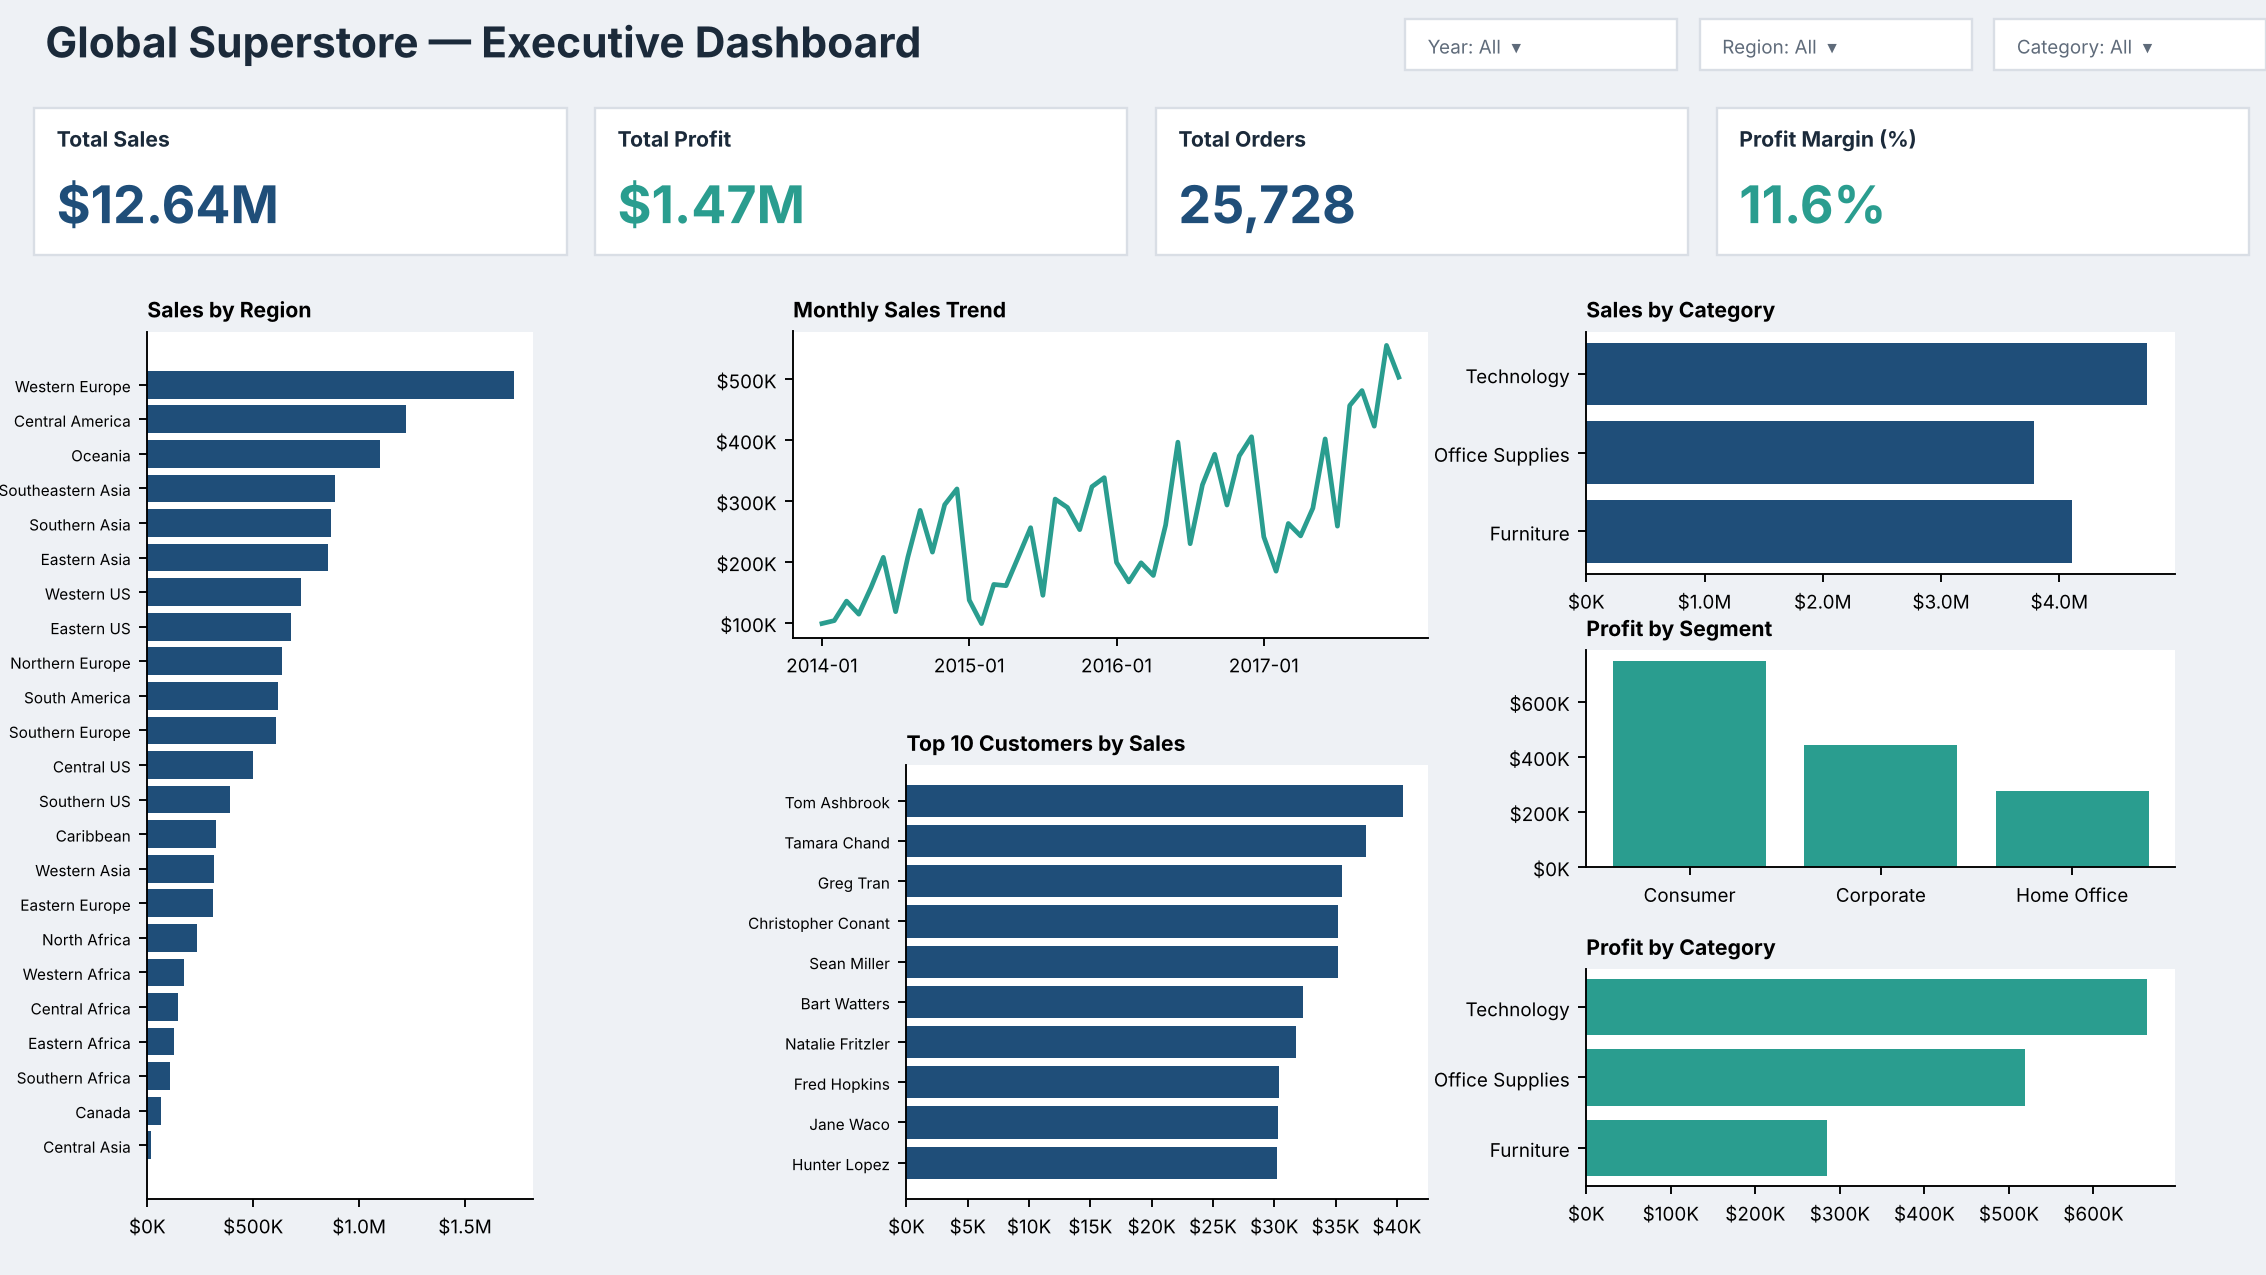 Global Superstore — Executive Dashboard
Year: All ▾
Region: All ▾
Category: All ▾
Total Sales
$12.64M
Total Profit
$1.47M
Total Orders
25,728
Profit Margin (%)
11.6%
Sales by Region
Western Europe
Central America
Oceania
Southeastern Asia
Southern Asia
Eastern Asia
Western US
Eastern US
Northern Europe
South America
Southern Europe
Central US
Southern US
Caribbean
Western Asia
Eastern Europe
North Africa
Western Africa
Central Africa
Eastern Africa
Southern Africa
Canada
Central Asia
$0K $500K $1.0M $1.5M
Monthly Sales Trend
$500K
$400K
$300K
$200K
$100K
2014-01 2015-01 2016-01 2017-01
Top 10 Customers by Sales
Tom Ashbrook
Tamara Chand
Greg Tran
Christopher Conant
Sean Miller
Bart Watters
Natalie Fritzler
Fred Hopkins
Jane Waco
Hunter Lopez
$0K $5K $10K $15K $20K $25K $30K $35K $40K
Sales by Category
Technology
Office Supplies
Furniture
$0K $1.0M $2.0M $3.0M $4.0M
Profit by Segment
$600K
$400K
$200K
$0K
Consumer Corporate Home Office
Profit by Category
Technology
Office Supplies
Furniture
$0K $100K $200K $300K $400K $500K $600K